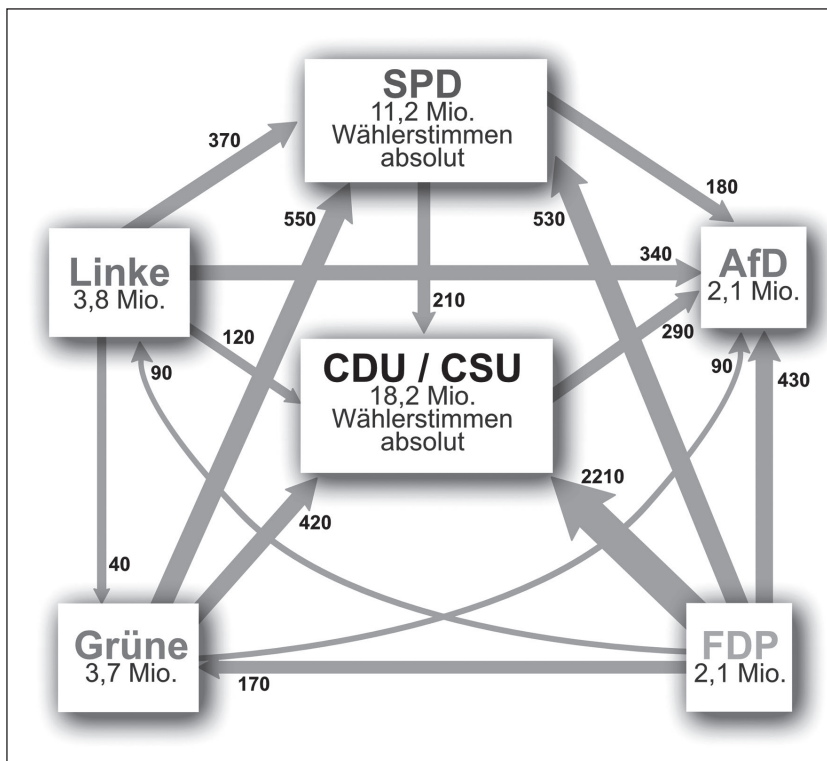 SPD
11,2 Mio.
Wählerstimmen
absolut
370
180
550
530
Linke
3,8 Mio.
340
AfD
2,1 Mio.
210
120
90
290
90
CDU / CSU
18,2 Mio.
Wählerstimmen
absolut
430
2210
420
40
Grüne
3,7 Mio.
FDP
2,1 Mio.
170